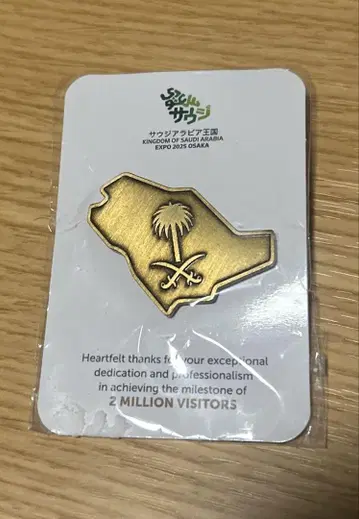 サウジ
サウジアラビア王国
KINGDOM OF SAUDI ARABIA
EXPO 2025 OSAKA
Heartfelt thanks for your exceptional
dedication and professionalism
in achieving the milestone of
2 MILLION VISITORS